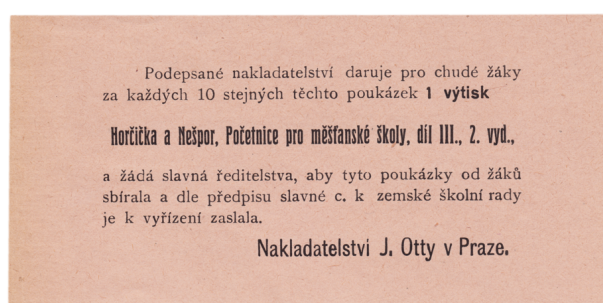 Podepsané nakladatelství daruje pro chudé žáky
za každých 10 stejných těchto poukázek 1 výtisk
Horčička a Nešpor, Početnice pro měšťanské školy, díl III., 2. vyd.,
a žádá slavná ředitelstva, aby tyto poukázky od žáků
sbírala a dle předpisu slavné c. k zemské školní rady
je k vyřízení zaslala.
Nakladatelstvi J. Otty v Praze.